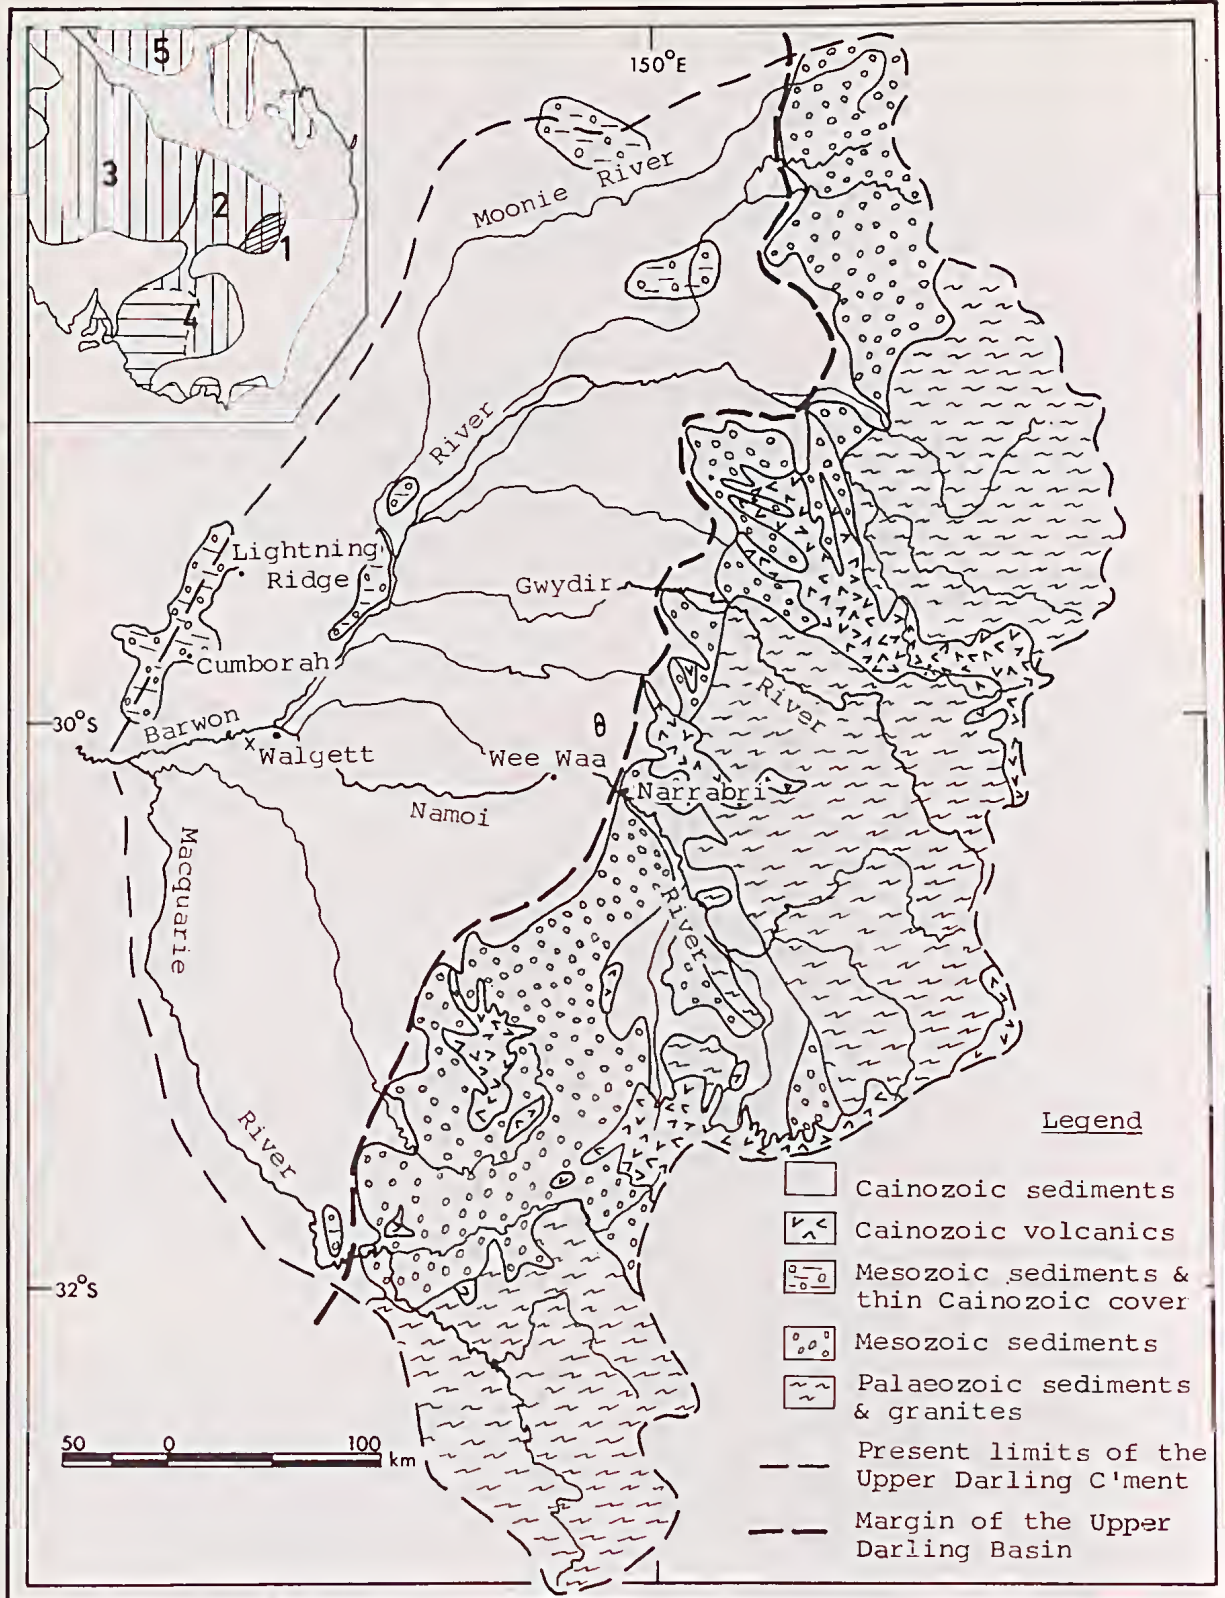 5
3
2
1
4
150°E
Moonie River
River
Lightning
Ridge
Gwydir
River
Cumborah
30°S
Barwon
Walgett
Wee Waa
Narrabri
Namoi
River
Macquarie
River
32°S
50 0 100
km
Legend
Cainozoic sediments
Cainozoic volcanics
Mesozoic sediments &
thin Cainozoic cover
Mesozoic sediments
Palaeozoic sediments
& granites
Present limits of the
Upper Darling C'ment
Margin of the Upper
Darling Basin